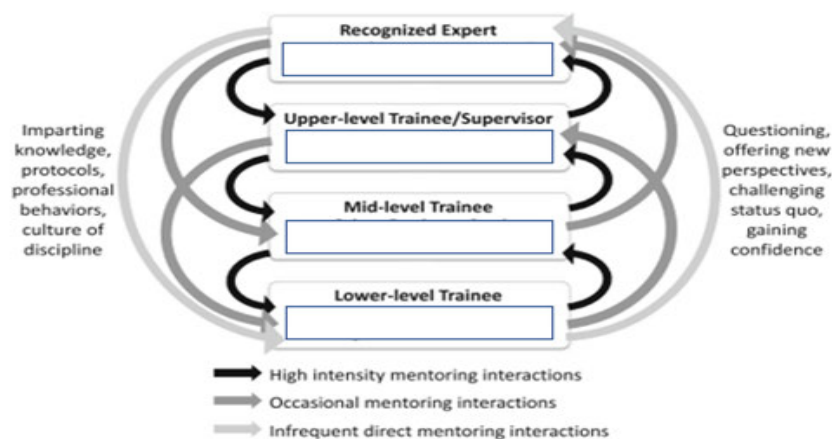 Recognized Expert
Upper-level Trainee/Supervisor
Mid-level Trainee
Lower-level Trainee
Imparting
knowledge,
protocols,
professional
behaviors,
culture of
discipline
Questioning,
offering new
perspectives,
challenging
status quo,
gaining
confidence
High intensity mentoring interactions
Occasional mentoring interactions
Infrequent direct mentoring interactions